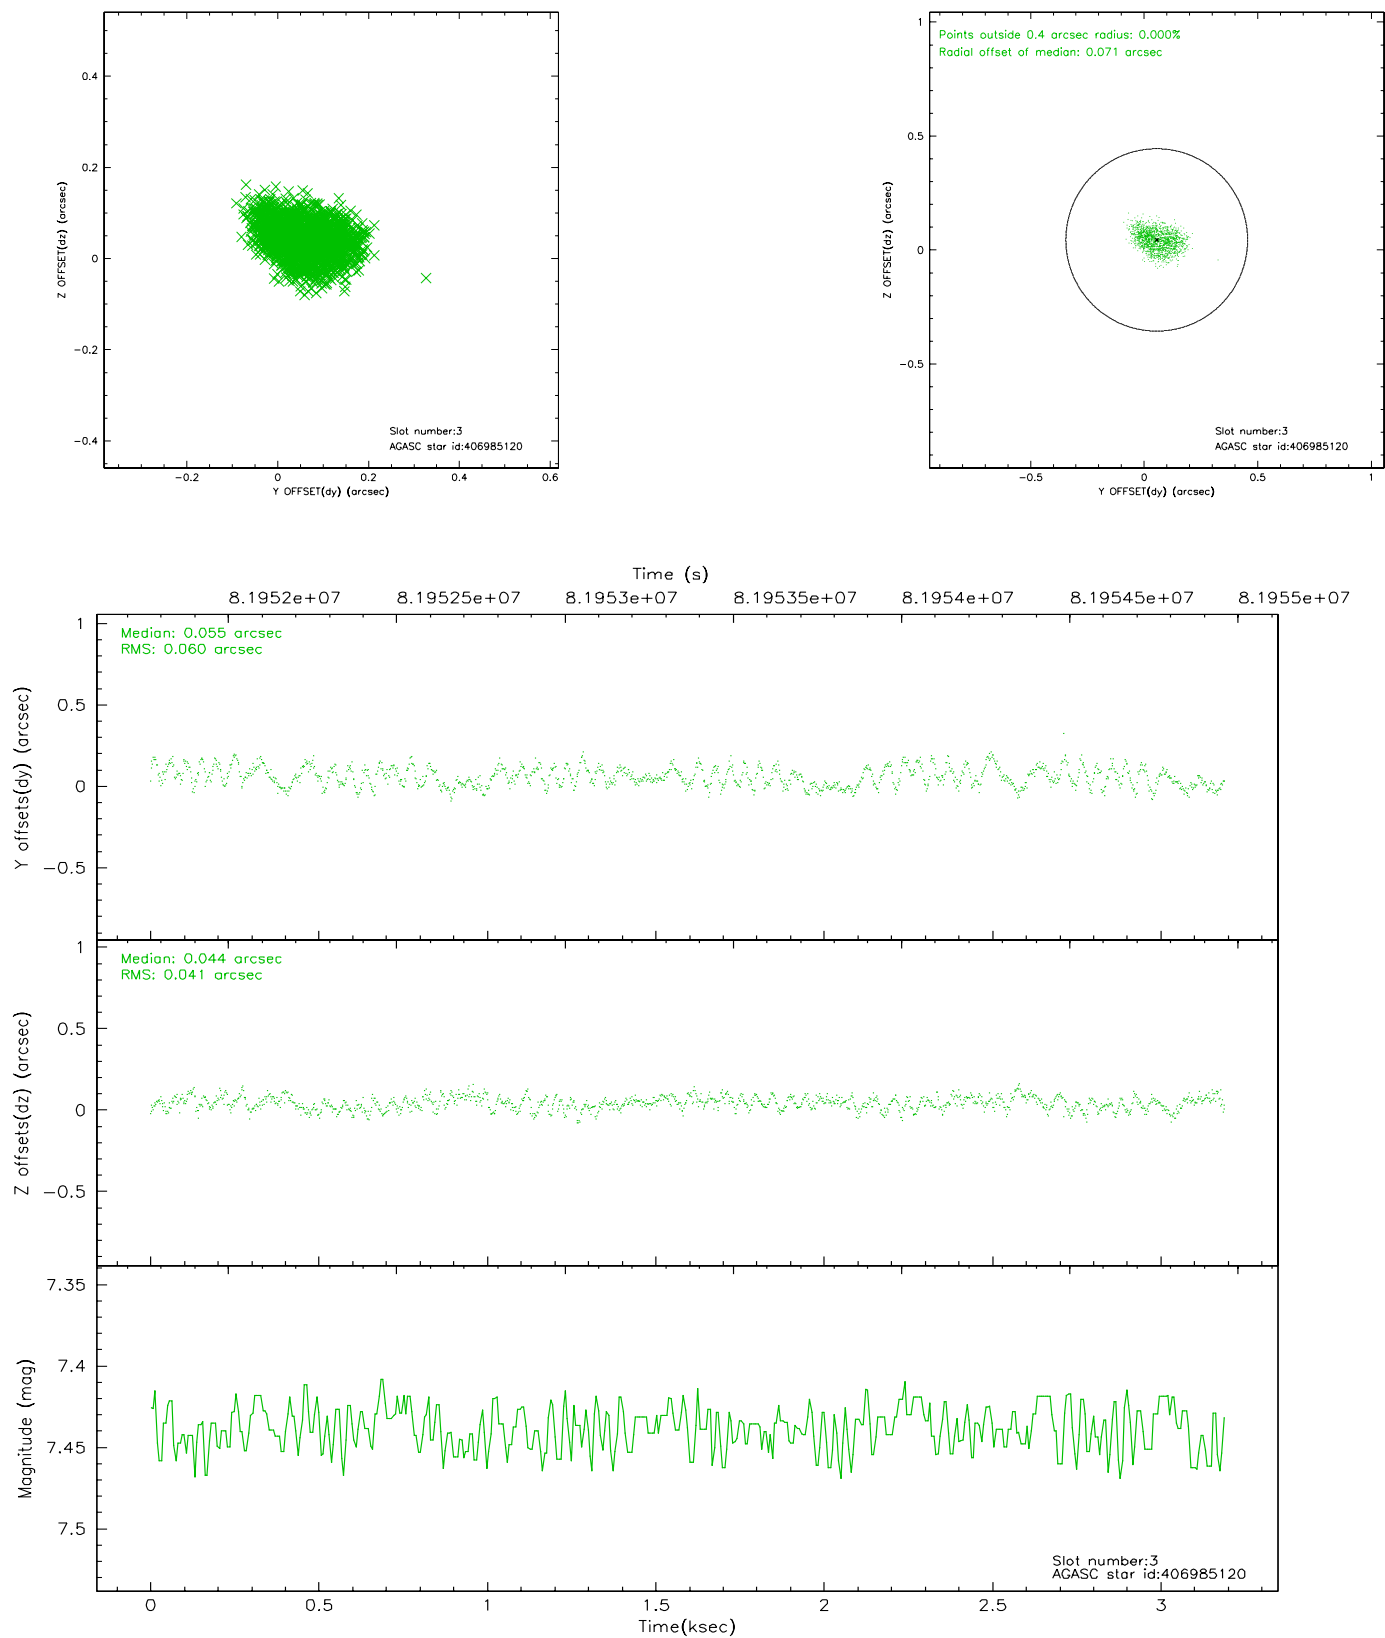 0.4
0.2
0
−0.2
−0.4
Z OFFSET(dz) (arcsec)
Slot number:3
AGASC star id:406985120
−0.2 0 0.2 0.4 0.6
Y OFFSET(dy) (arcsec)
Points outside 0.4 arcsec radius: 0.000%
Radial offset of median: 0.071 arcsec
1
0.5
0
−0.5
Z OFFSET(dz) (arcsec)
Slot number:3
AGASC star id:406985120
−0.5 0 0.5 1
Y OFFSET(dy) (arcsec)
Time (s)
8.1952e+07 8.19525e+07 8.1953e+07 8.19535e+07 8.1954e+07 8.19545e+07 8.1955e+07
Median: 0.055 arcsec
RMS: 0.060 arcsec
1
0.5
0
−0.5
Y offsets(dy) (arcsec)
Median: 0.044 arcsec
RMS: 0.041 arcsec
1
0.5
0
−0.5
Z offsets(dz) (arcsec)
7.35
7.4
7.45
7.5
Magnitude (mag)
Slot number:3
AGASC star id:406985120
0 0.5 1 1.5 2 2.5 3
Time(ksec)